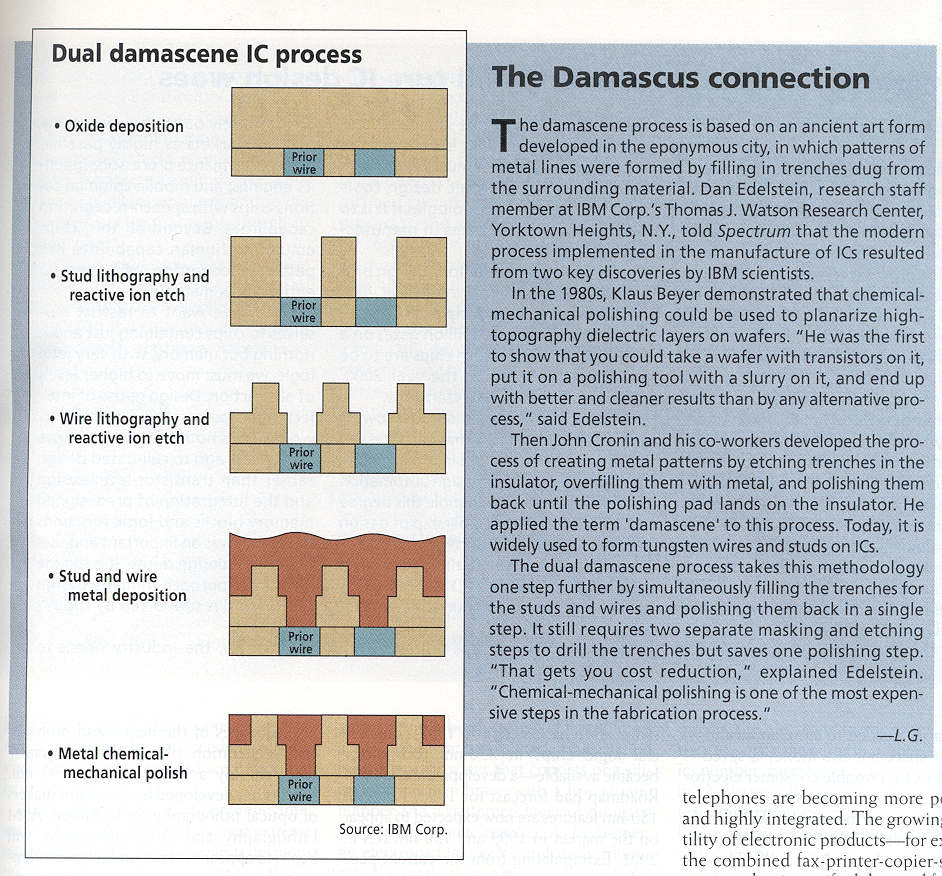 Dual damascene IC process
• Oxide deposition
Prior
wire
• Stud lithography and
reactive ion etch
Prior
wire
• Wire lithography and
reactive ion etch
Prior
wire
• Stud and wire
metal deposition
Prior
wire
• Metal chemical-
mechanical polish
Prior
wire
Source: IBM Corp.
The Damascus connection
The damascene process is based on an ancient art form
developed in the eponymous city, in which patterns of
metal lines were formed by filling in trenches dug from
the surrounding material. Dan Edelstein, research staff
member at IBM Corp.'s Thomas J. Watson Research Center,
Yorktown Heights, N.Y., told Spectrum that the modern
process implemented in the manufacture of ICs resulted
from two key discoveries by IBM scientists.
In the 1980s, Klaus Beyer demonstrated that chemical-
mechanical polishing could be used to planarize high-
topography dielectric layers on wafers. "He was the first
to show that you could take a wafer with transistors on it,
put it on a polishing tool with a slurry on it, and end up
with better and cleaner results than by any alternative pro-
cess," said Edelstein.
Then John Cronin and his co-workers developed the pro-
cess of creating metal patterns by etching trenches in the
insulator, overfilling them with metal, and polishing them
back until the polishing pad lands on the insulator. He
applied the term 'damascene' to this process. Today, it is
widely used to form tungsten wires and studs on ICs.
The dual damascene process takes this methodology
one step further by simultaneously filling the trenches for
the studs and wires and polishing them back in a single
step. It still requires two separate masking and etching
steps to drill the trenches but saves one polishing step.
"That gets you cost reduction," explained Edelstein.
"Chemical-mechanical polishing is one of the most expen-
sive steps in the fabrication process."
—L.G.
telephones are becoming more
and highly integrated. The growing
tility of electronic products—for
the combined fax-printer-copier-